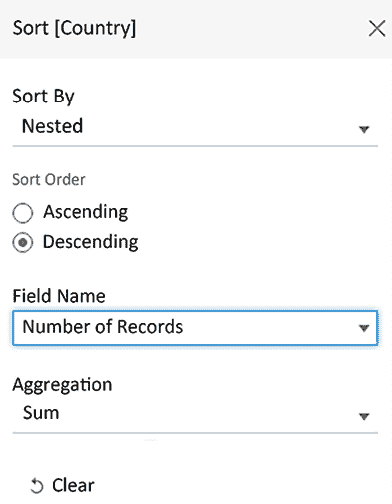 Sort [Country]
Sort By
Nested
Sort Order
Ascending
Descending
Field Name
Number of Records
Aggregation
Sum
Clear